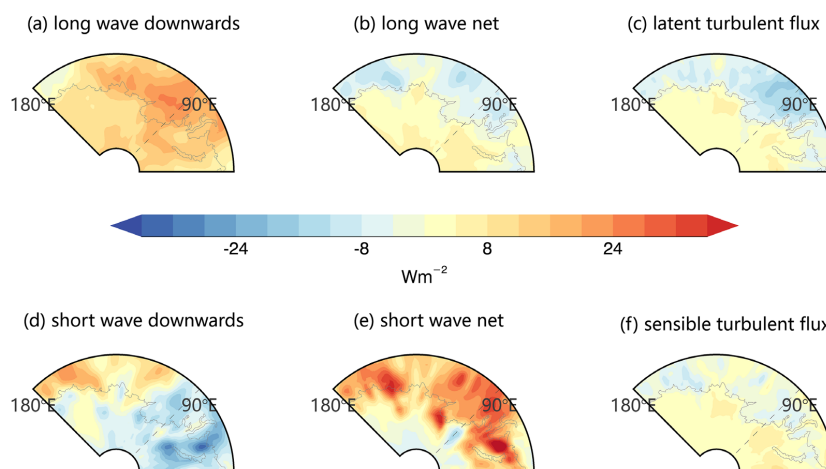 (a) long wave downwards
(b) long wave net
(c) latent turbulent flux
180°E
90°E
180°E
90°E
180°E
90°E
-24
-8
8
24
Wm−2
(d) short wave downwards
(e) short wave net
(f) sensible turbulent flux
180°E
90°E
180°E
90°E
180°E
90°E